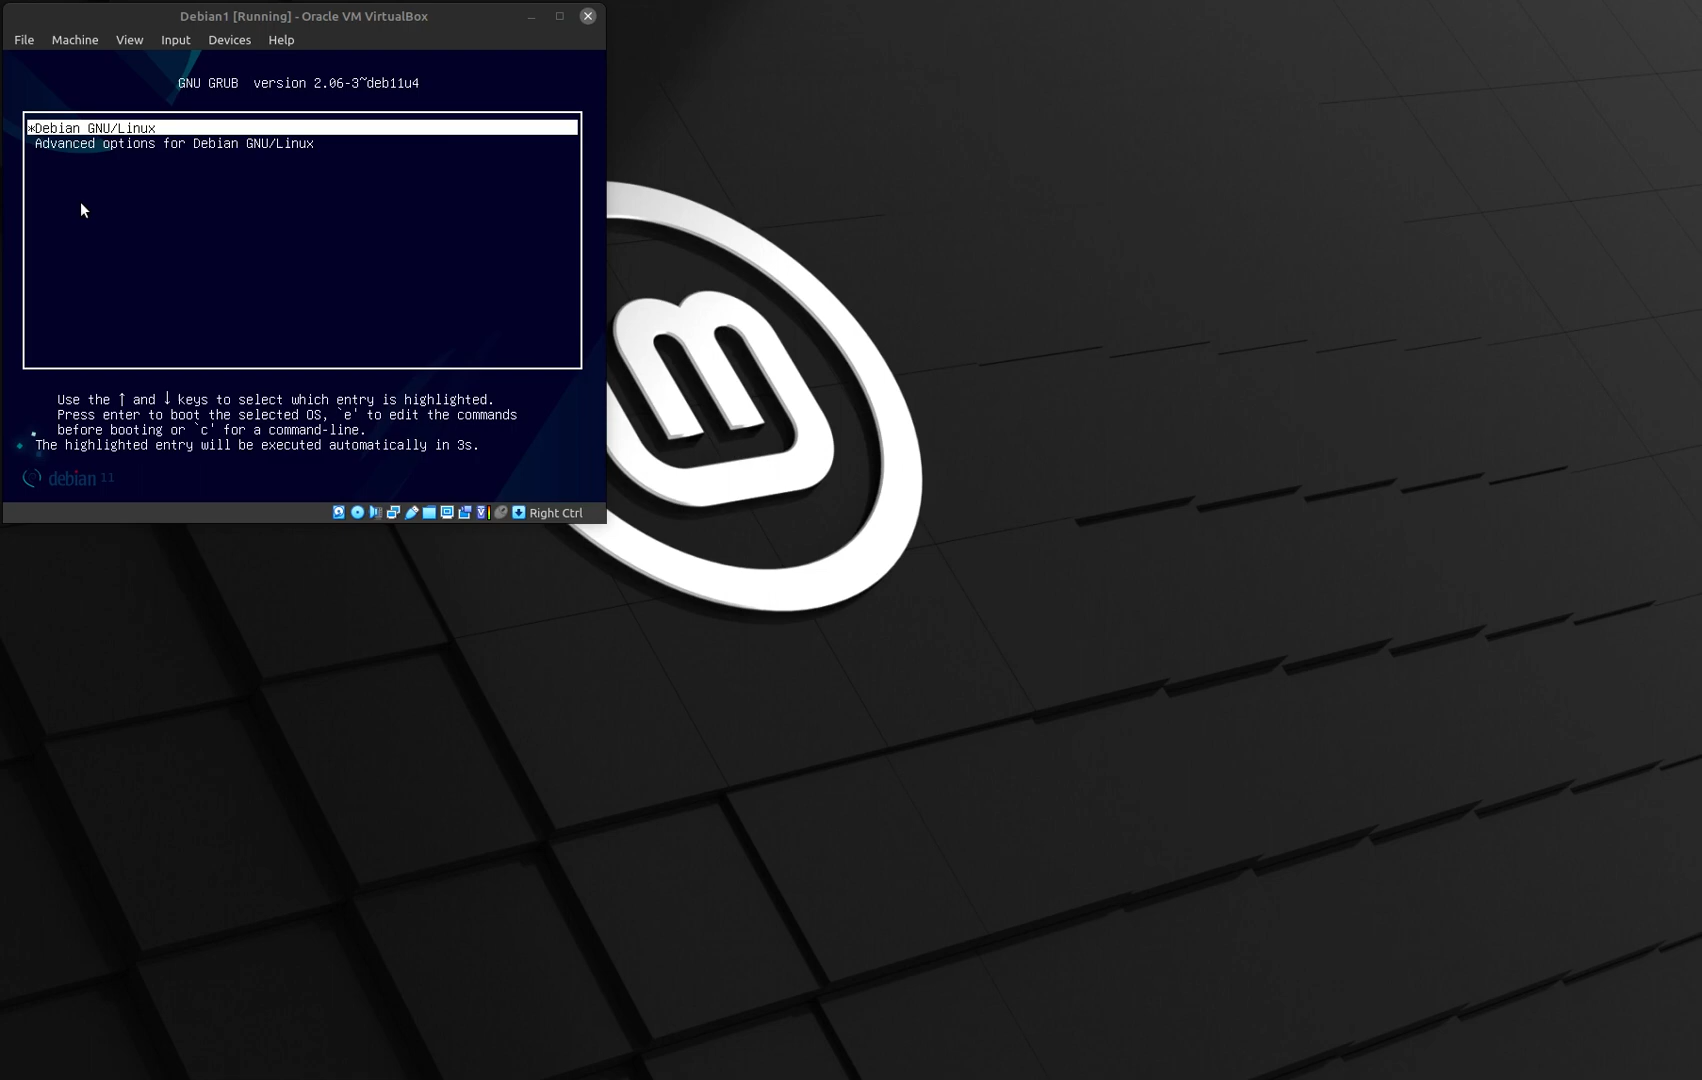 Debian1 [Running] - Oracle VM VirtualBox
File Machine View Input Devices Help
GNU GRUB version 2.06-3~deb11u4
*Debian GNU/Linux
Advanced options for Debian GNU/Linux
Use the ↑ and ↓ keys to select which entry is highlighted.
Press enter to boot the selected OS, `e' to edit the commands
before booting or `c' for a command-line.
The highlighted entry will be executed automatically in 3s.
debian 11
Right Ctrl